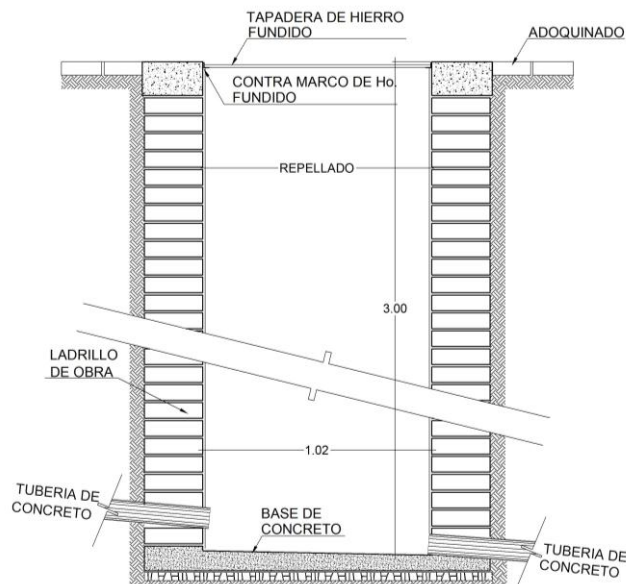 TAPADERA DE HIERRO
FUNDIDO
ADOQUINADO
CONTRA MARCO DE Ho.
FUNDIDO
REPELLADO
3.00
LADRILLO
DE OBRA
1.02
TUBERIA DE
CONCRETO
BASE DE
CONCRETO
TUBERIA DE
CONCRETO